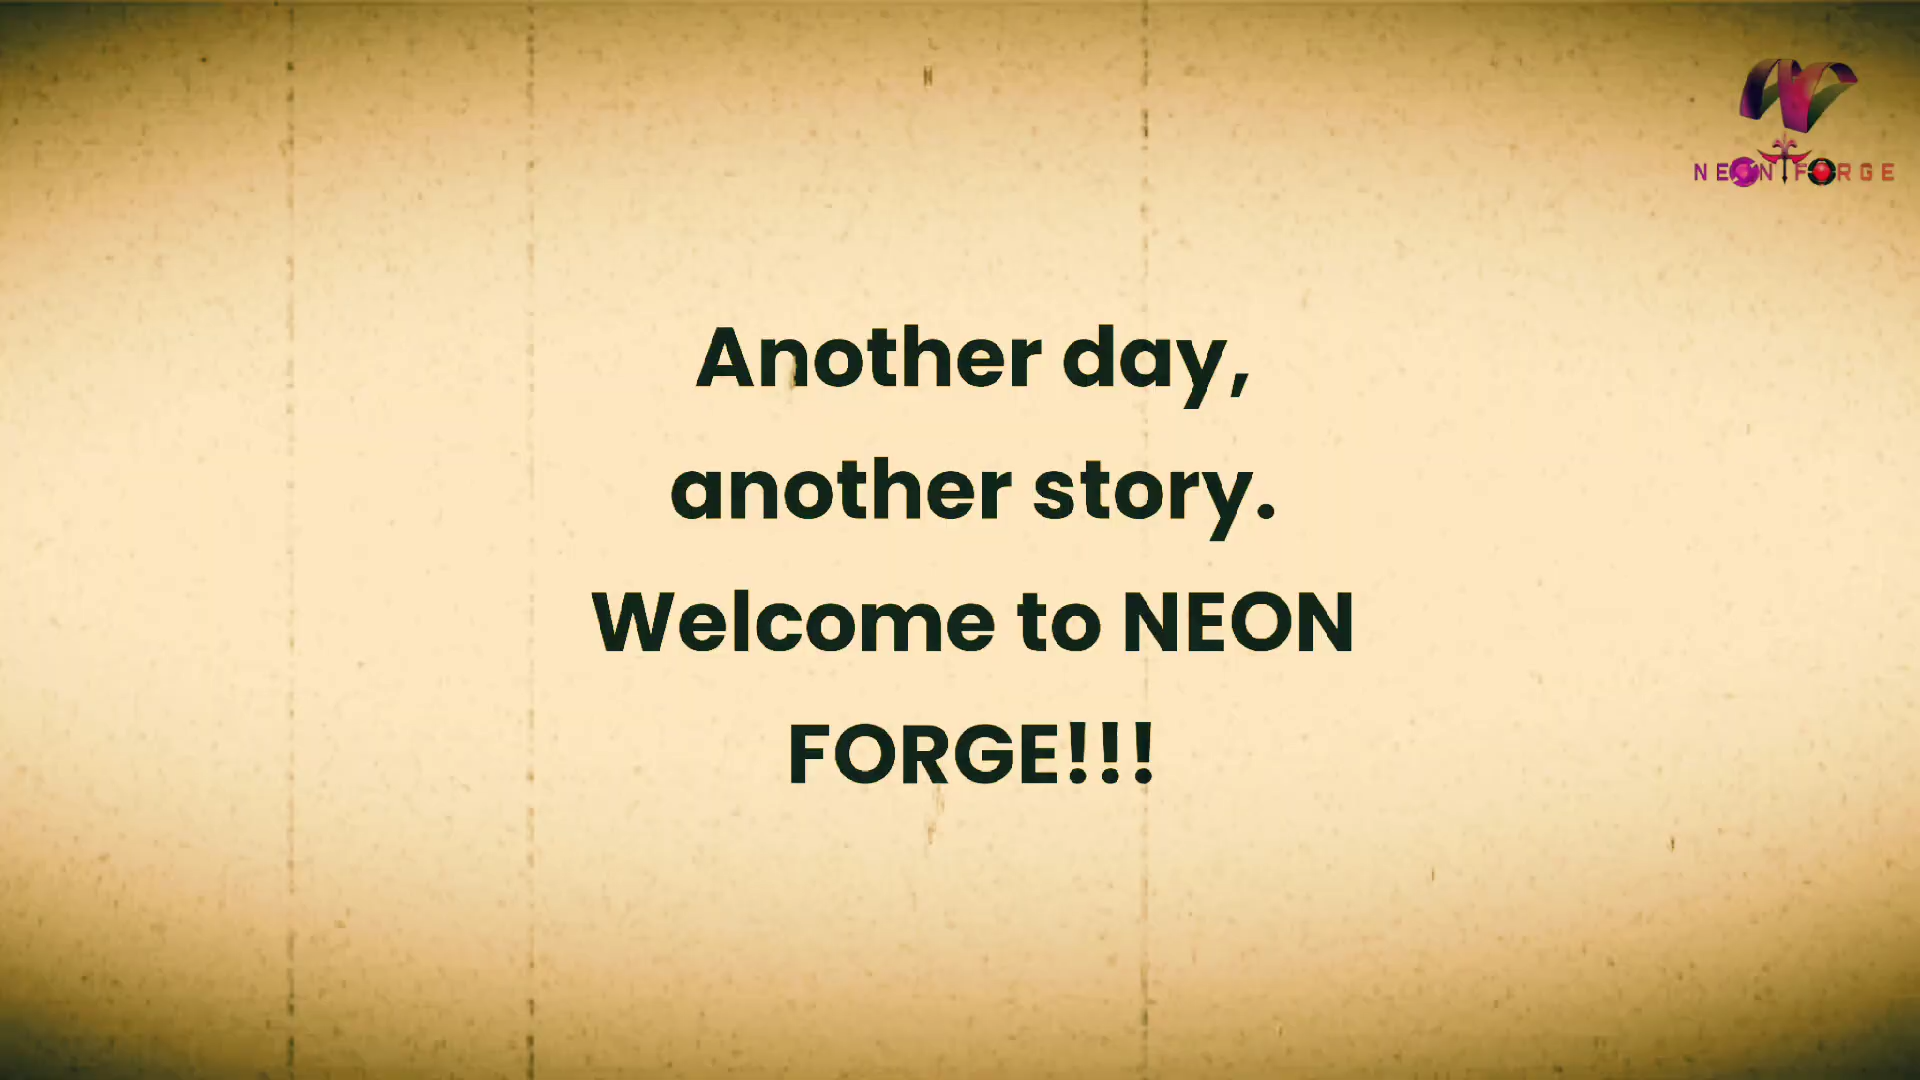 NEON FORGE
Another day,
another story.
Welcome to NEON
FORGE!!!